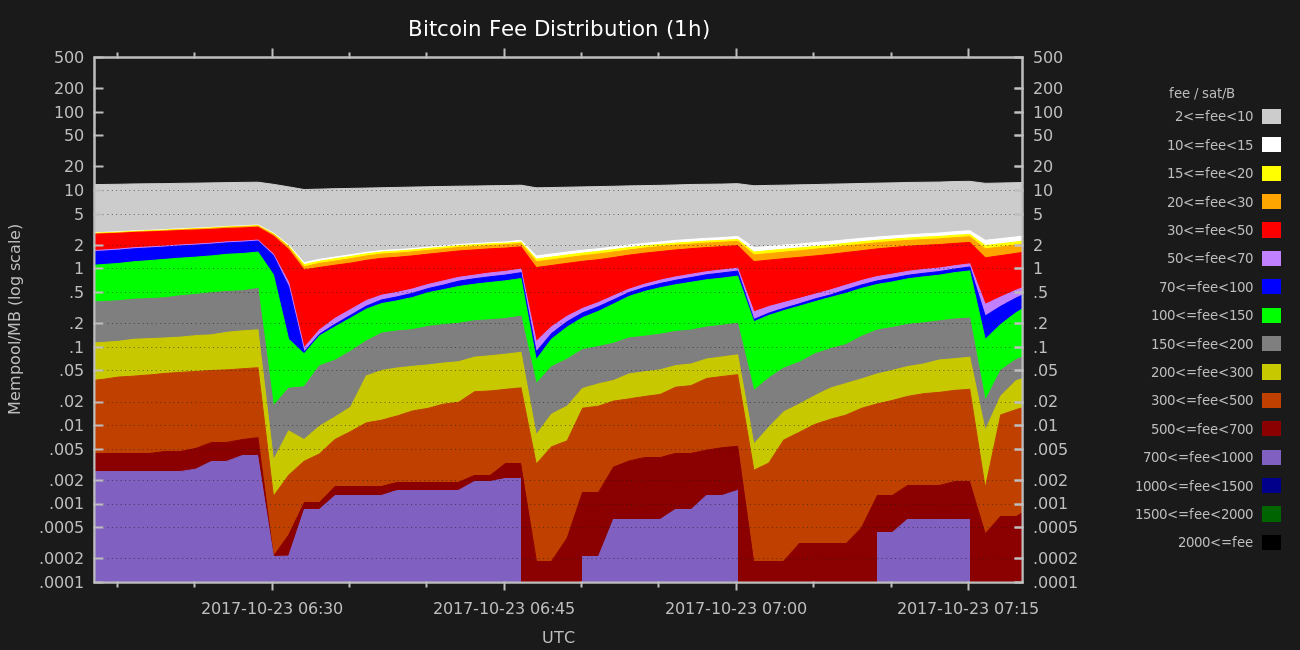 Bitcoin Fee Distribution (1h)
Mempool/MB (log scale)
500
200
100
50
20
10
5
2
1
.5
.2
.1
.05
.02
.01
.005
.002
.001
.0005
.0002
.0001
500
200
100
50
20
10
5
2
1
.5
.2
.1
.05
.02
.01
.005
.002
.001
.0005
.0002
.0001
fee / sat/B
2<=fee<10
10<=fee<15
15<=fee<20
20<=fee<30
30<=fee<50
50<=fee<70
70<=fee<100
100<=fee<150
150<=fee<200
200<=fee<300
300<=fee<500
500<=fee<700
700<=fee<1000
1000<=fee<1500
1500<=fee<2000
2000<=fee
2017-10-23 06:30 2017-10-23 06:45 2017-10-23 07:00 2017-10-23 07:15
UTC